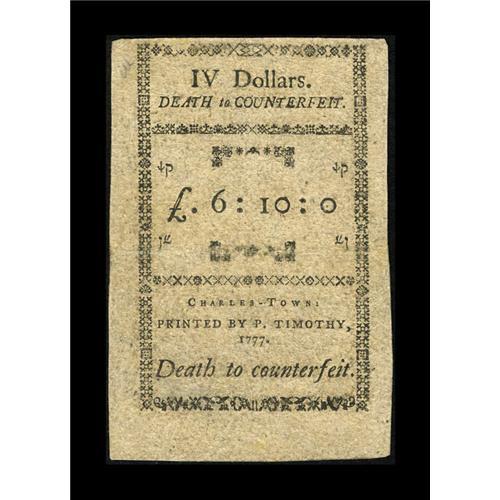 IV Dollars.
DEATH to COUNTERFEIT.
£. 6 : 10 : 0
CHARLES-TOWN:
PRINTED BY P. TIMOTHY,
1777.
Death to counterfeit.